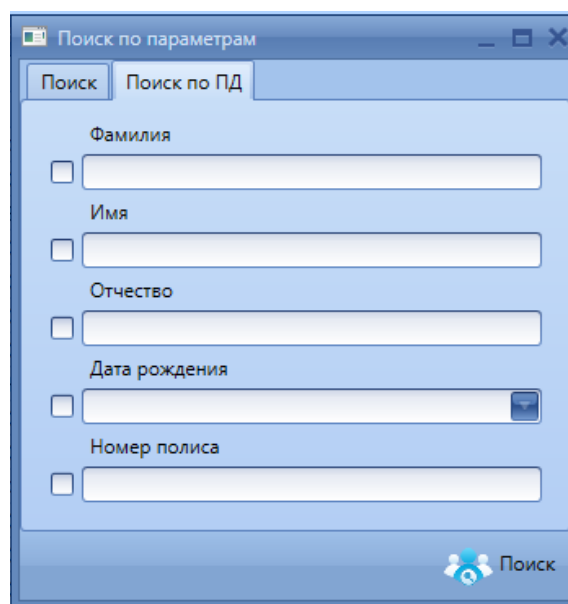 Поиск по параметрам
Поиск Поиск по ПД
Фамилия
Имя
Отчество
Дата рождения
Номер полиса
Поиск